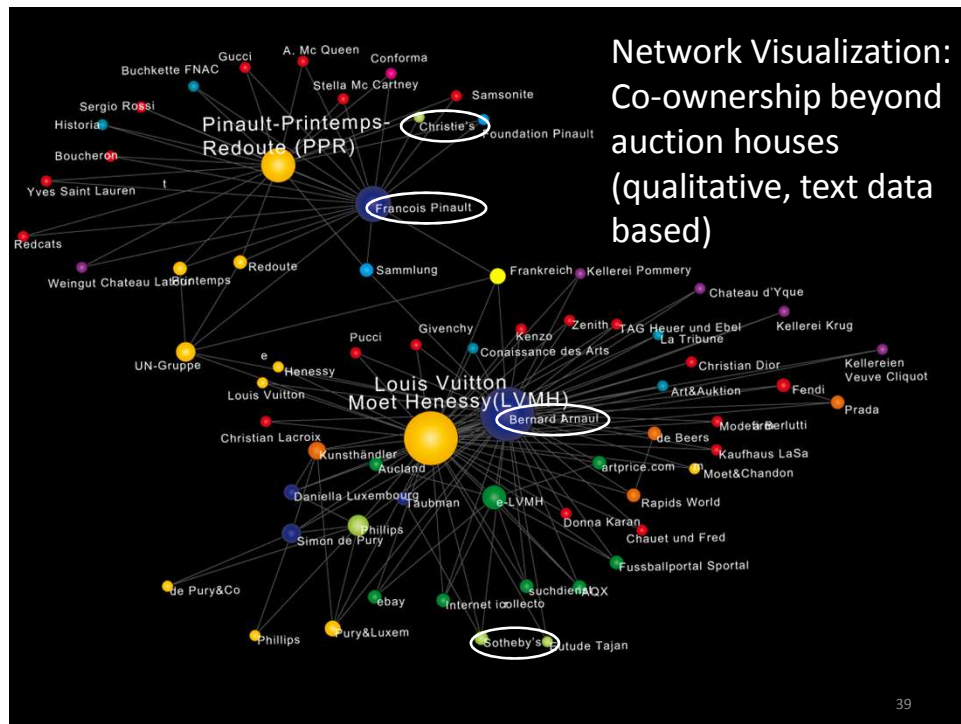 Network Visualization:
Co-ownership beyond
auction houses
(qualitative, text data
based)
A. Mc Queen
Gucci
Conforma
Buchkette FNAC
Stella Mc Cartney
Samsonite
Sergio Rossi
Pinault-Printemps-
Redoute (PPR)
Christie's
Foundation Pinault
Historia
Boucheron
Yves Saint Lauren t
Francois Pinault
Redcats
Weingut Chateau Latour
Printemps
Redoute
Sammlung
Frankreich
Kellerei Pommery
Chateau d'Yque
Kellerei Krug
Givenchy
Kenzo
Zenith
TAG Heuer und Ebel
La Tribune
Pucci
Conaissance des Arts
UN-Gruppe
e
Henessy
Christian Dior
Kellereien
Veuve Cliquot
Louis Vuitton
Louis Vuitton
Moet Henessy(LVMH)
Art&Auktion
Fendi
Prada
Bernard Arnaul
Christian Lacroix
Berlutti
de Beers
Kaufhaus LaSa
Kunsthändler
Aucland
artprice.com
m
Moet&Chandon
Daniella Luxembourg
Taubman
e-LVMH
Rapids World
Donna Karan
Phillips
Simon de Pury
Chauet und Fred
Fussballportal Sportal
de Pury&Co
ebay
Internet
suchdienst
AQX
Phillips
Pury&Luxem
Sotheby's
Eutude Tajan
39